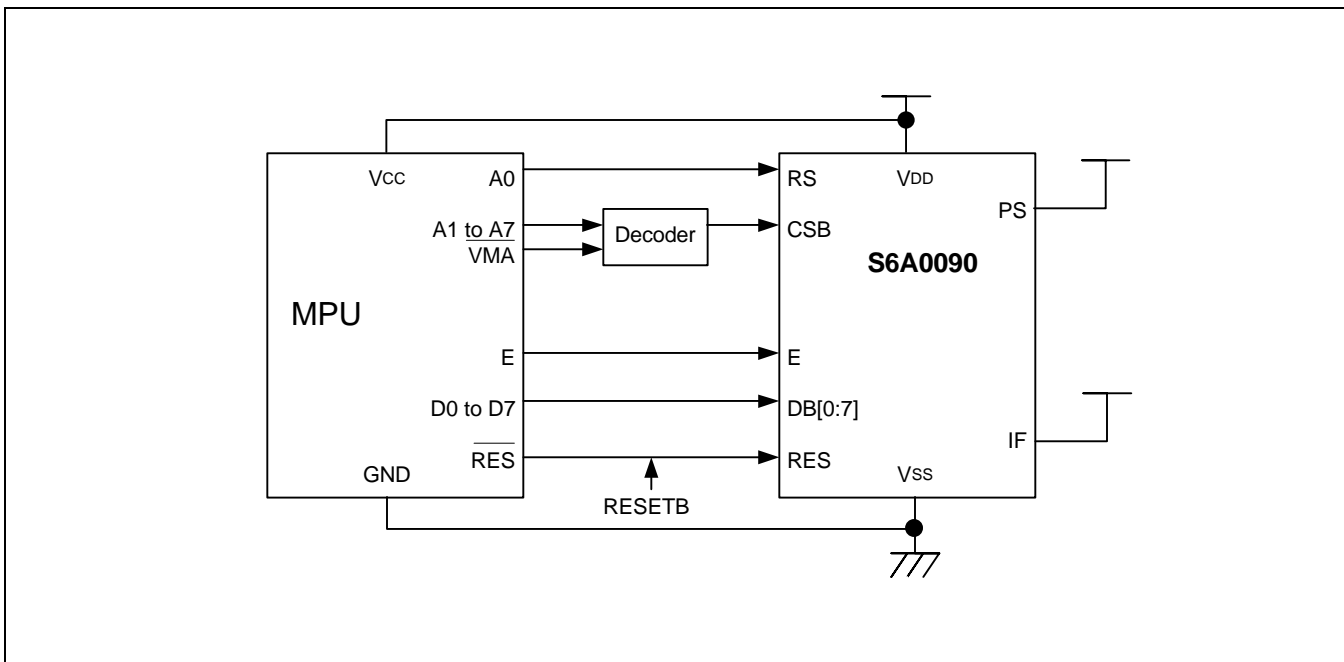 VCC
A0
RS
VDD
PS
A1 to A7
Decoder
CSB
VMA
S6A0090
MPU
E
E
D0 to D7
DB[0:7]
IF
RES
RES
GND
VSS
RESETB